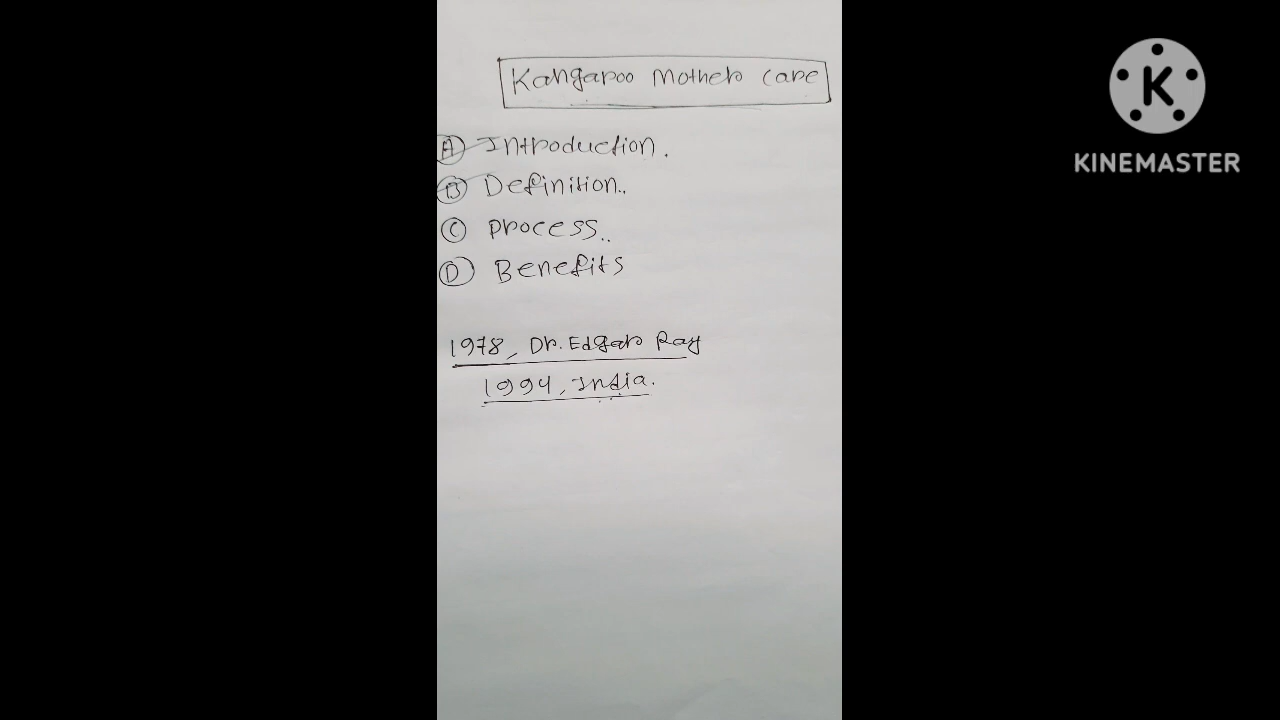 Kangaroo Mother Care
A Introduction.
B Definition..
C Process..
D Benefits
1978, Dr. Edgar Ray
1994, India.
K
KINEMASTER